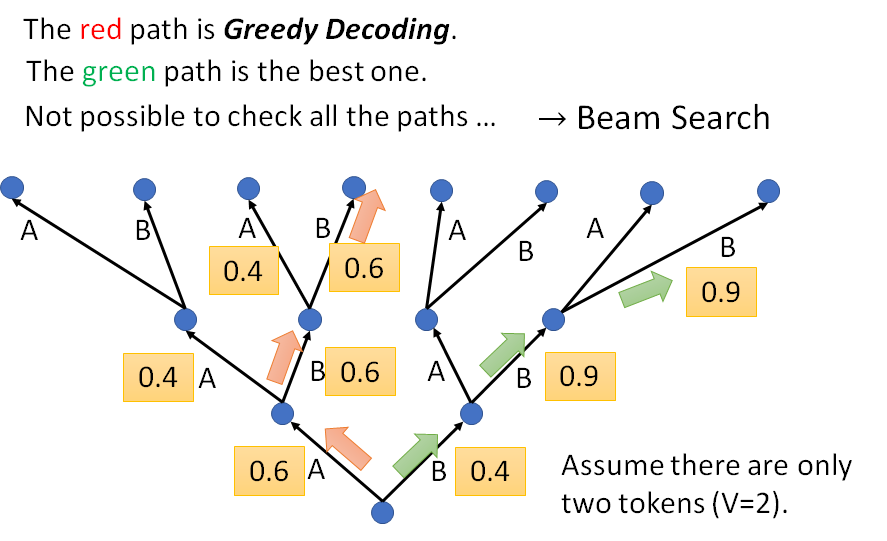 The red path is Greedy Decoding.
The green path is the best one.
Not possible to check all the paths ... → Beam Search
A B A B A B A B
0.4 0.6 0.9
0.4 A B 0.6 A B 0.9
0.6 A B 0.4
Assume there are only
two tokens (V=2).